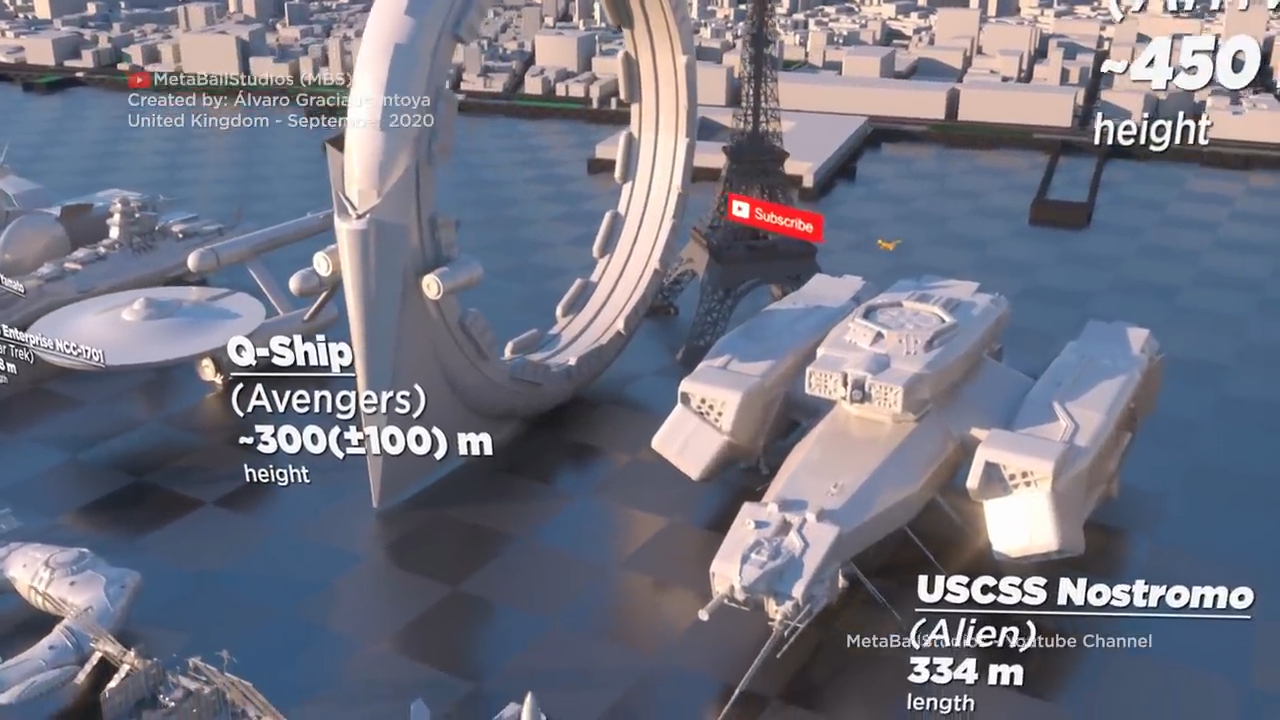 ~450
height
MetaBallStudios (MBS)
Created by: Álvaro Gracia
United Kingdom - September 2020
Subscribe
Yamato
Enterprise NCC-1701
Q-Ship
(Avengers)
~300(±100) m
height
USCSS Nostromo
(Alien)
MetaBallStudios - Youtube Channel
334 m
length